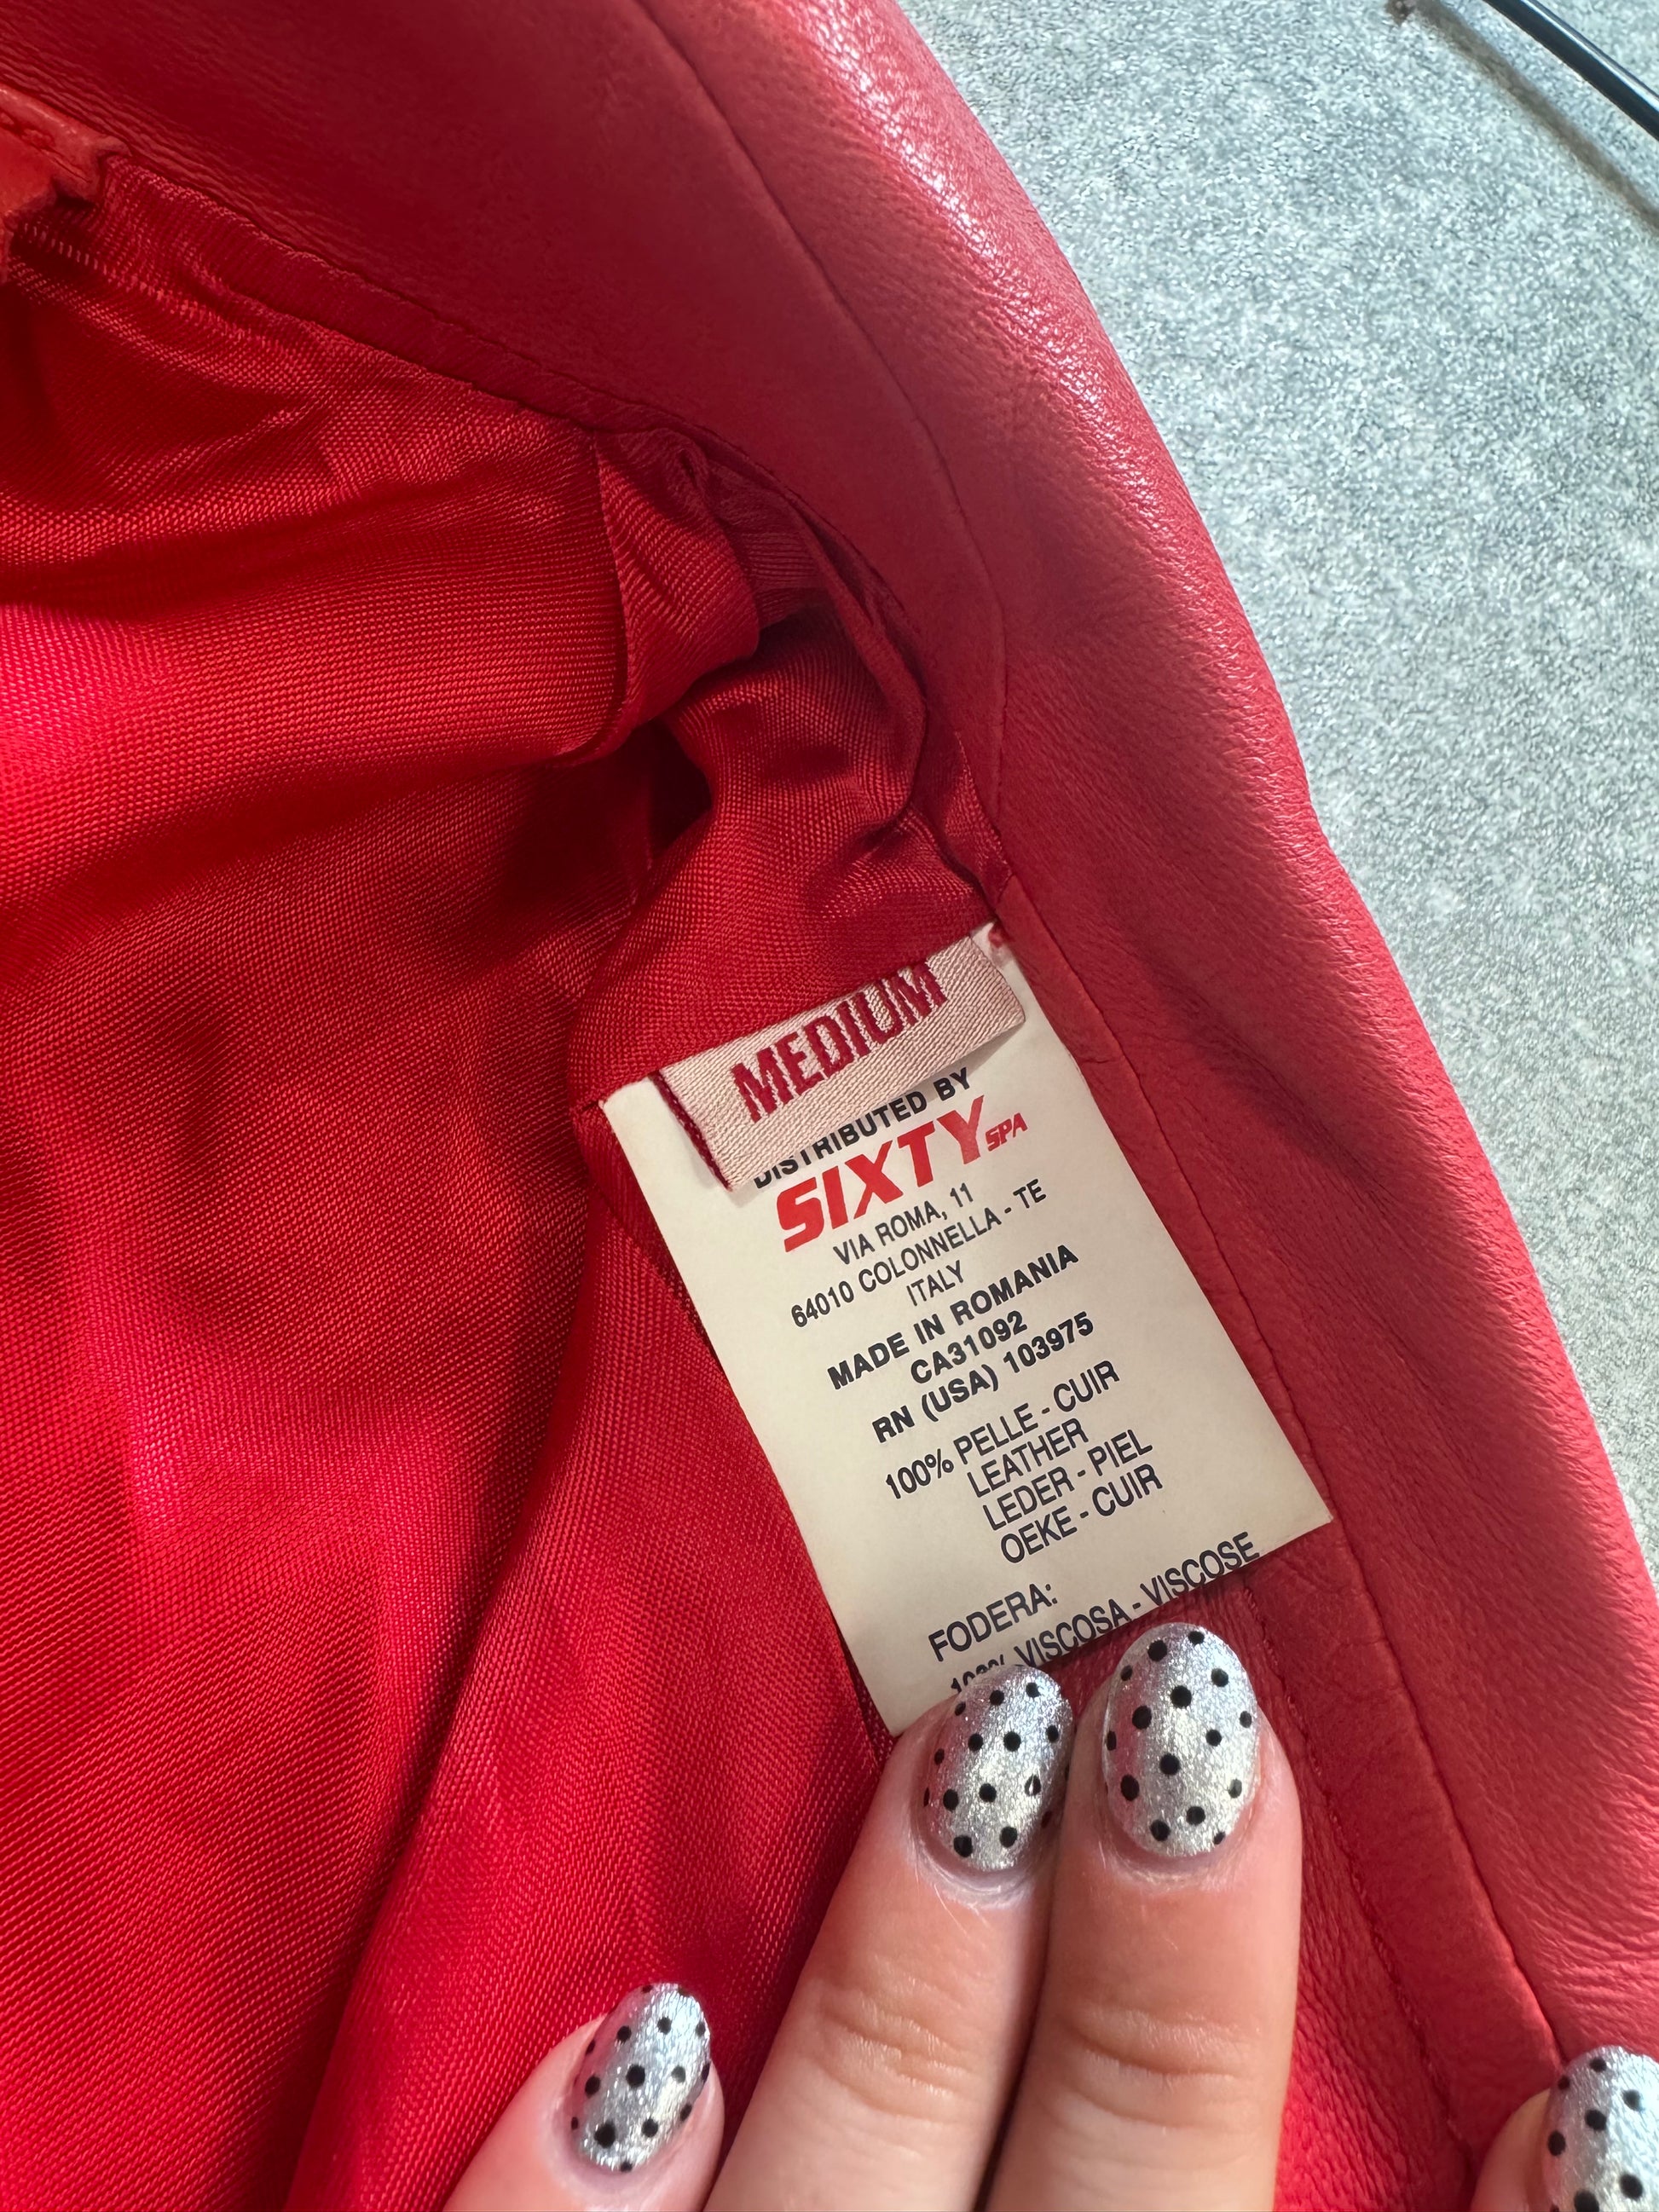 MEDIUM
DISTRIBUTED BY
SIXTY SPA
VIA ROMA, 11
64010 COLONNELLA - TE
ITALY
MADE IN ROMANIA
CA31092
RN (USA) 103975
100% PELLE - CUIR
LEATHER
LEDER - PIEL
OEKE - CUIR
FODERA:
100% VISCOSA - VISCOSE